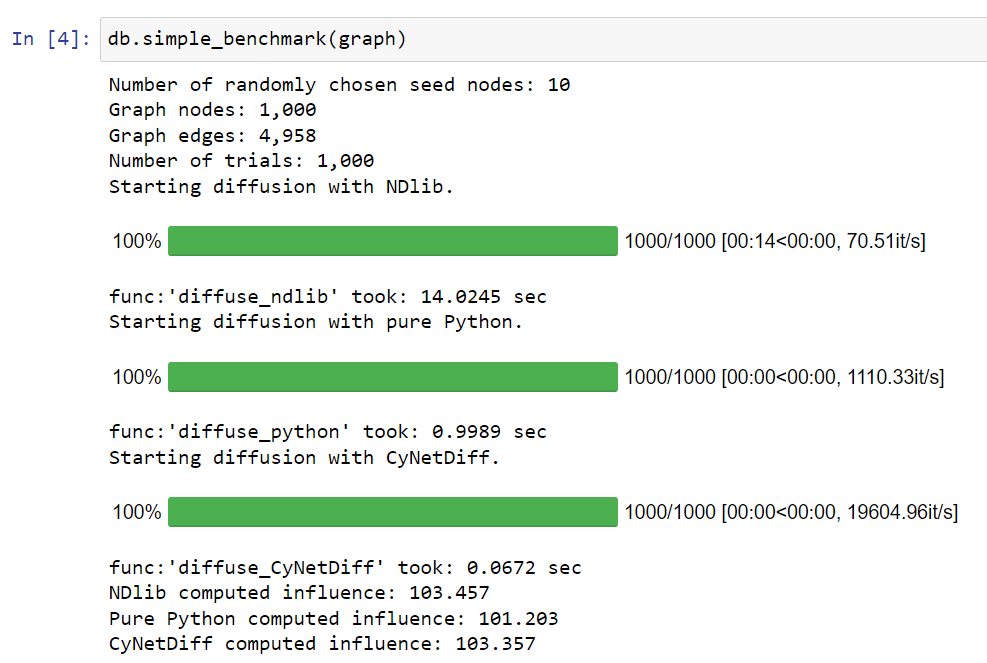 In [4]: db.simple_benchmark(graph)
Number of randomly chosen seed nodes: 10
Graph nodes: 1,000
Graph edges: 4,958
Number of trials: 1,000
Starting diffusion with NDlib.
100% 1000/1000 [00:14<00:00, 70.51it/s]
func:'diffuse_ndlib' took: 14.0245 sec
Starting diffusion with pure Python.
100% 1000/1000 [00:00<00:00, 1110.33it/s]
func:'diffuse_python' took: 0.9989 sec
Starting diffusion with CyNetDiff.
100% 1000/1000 [00:00<00:00, 19604.96it/s]
func:'diffuse_CyNetDiff' took: 0.0672 sec
NDlib computed influence: 103.457
Pure Python computed influence: 101.203
CyNetDiff computed influence: 103.357